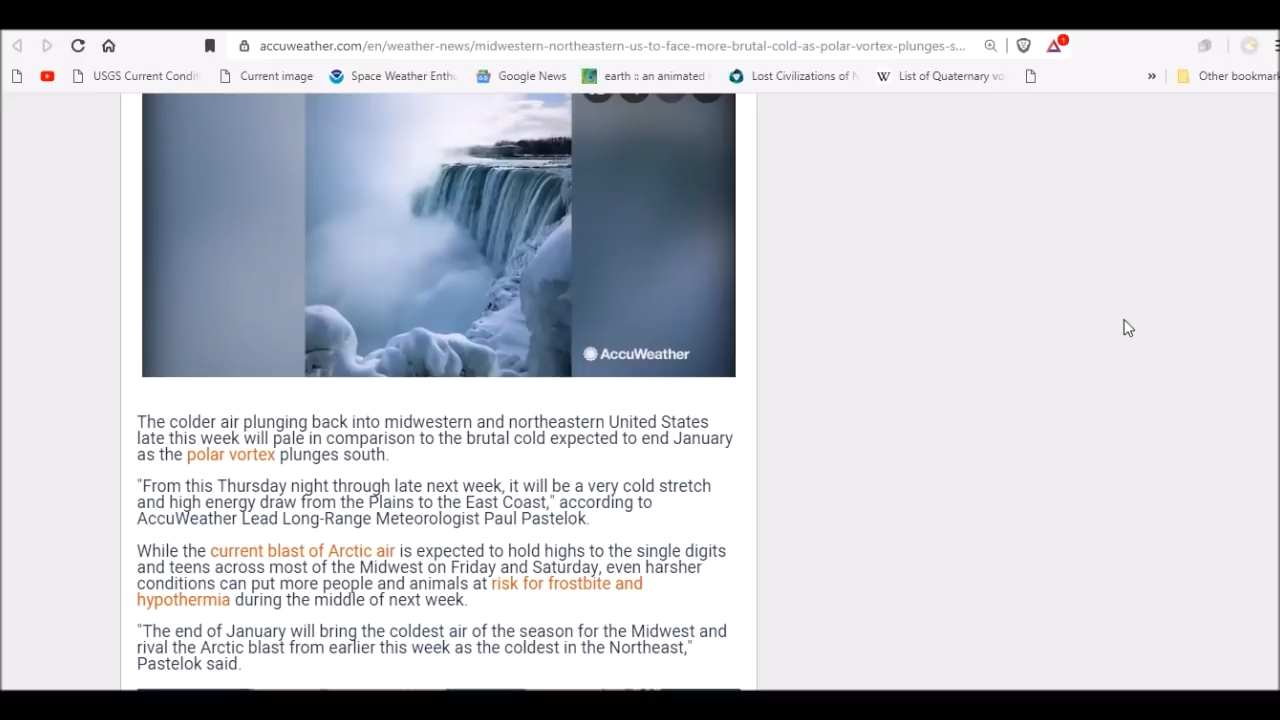 accuweather.com/en/weather-news/midwestern-northeastern-us-to-face-more-brutal-cold-as-polar-vortex-plunges-s...
1
USGS Current Condit Current image Space Weather Enthu Google News earth :: an animated Lost Civilizations of N List of Quaternary vo » Other bookmark
AccuWeather
The colder air plunging back into midwestern and northeastern United States
late this week will pale in comparison to the brutal cold expected to end January
as the polar vortex plunges south.
"From this Thursday night through late next week, it will be a very cold stretch
and high energy draw from the Plains to the East Coast," according to
AccuWeather Lead Long-Range Meteorologist Paul Pastelok.
While the current blast of Arctic air is expected to hold highs to the single digits
and teens across most of the Midwest on Friday and Saturday, even harsher
conditions can put more people and animals at risk for frostbite and
hypothermia during the middle of next week.
"The end of January will bring the coldest air of the season for the Midwest and
rival the Arctic blast from earlier this week as the coldest in the Northeast,"
Pastelok said.